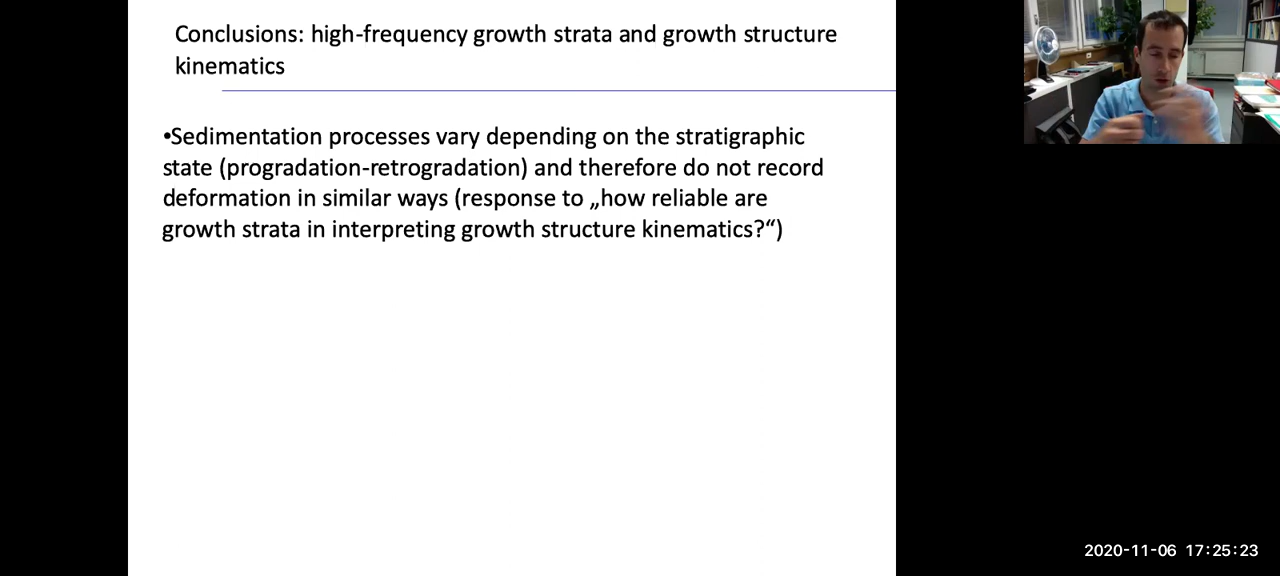 Conclusions: high-frequency growth strata and growth structure
kinematics
•Sedimentation processes vary depending on the stratigraphic
state (progradation-retrogradation) and therefore do not record
deformation in similar ways (response to „how reliable are
growth strata in interpreting growth structure kinematics?“)
2020-11-06 17:25:23